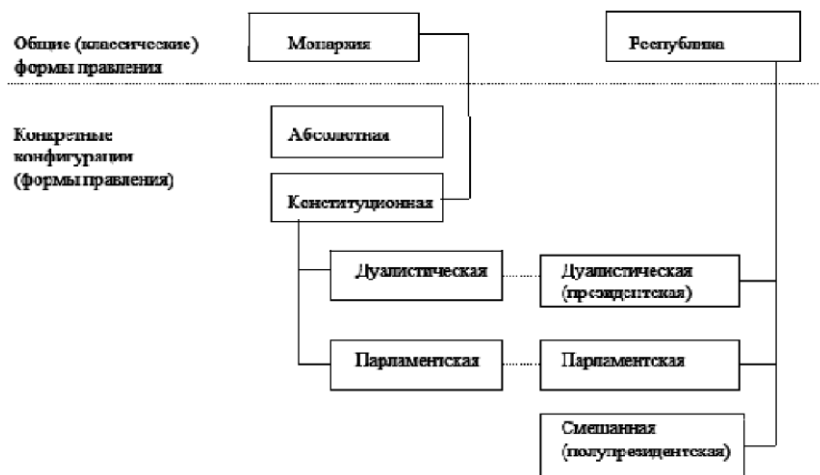 Общие (классические)
формы правления
Монархия
Республика
Конкретные
конфигурации
(формы правления)
Абсолютная
Конституционная
Дуалистическая
Дуалистическая
(президентская)
Парламентская
Парламентская
Смешанная
(полупрезидентская)